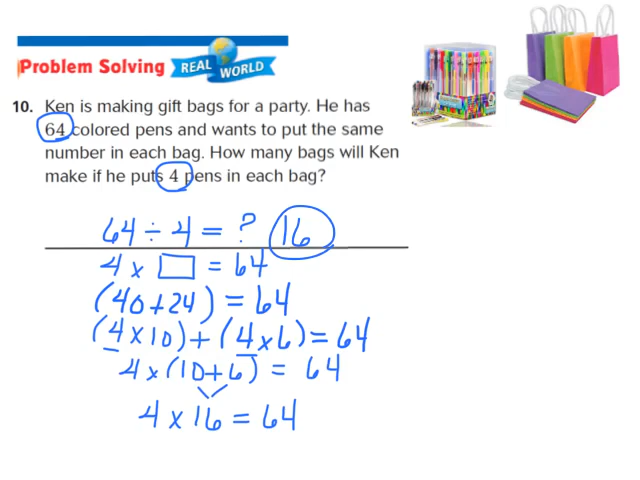 Problem Solving REAL WORLD
10. Ken is making gift bags for a party. He has
64 colored pens and wants to put the same
number in each bag. How many bags will Ken
make if he puts 4 pens in each bag?
64 ÷ 4 = ? 16
4 × □ = 64
(40+24) = 64
(4 × 10) + (4 × 6) = 64
4 × (10+6) = 64
4 × 16 = 64